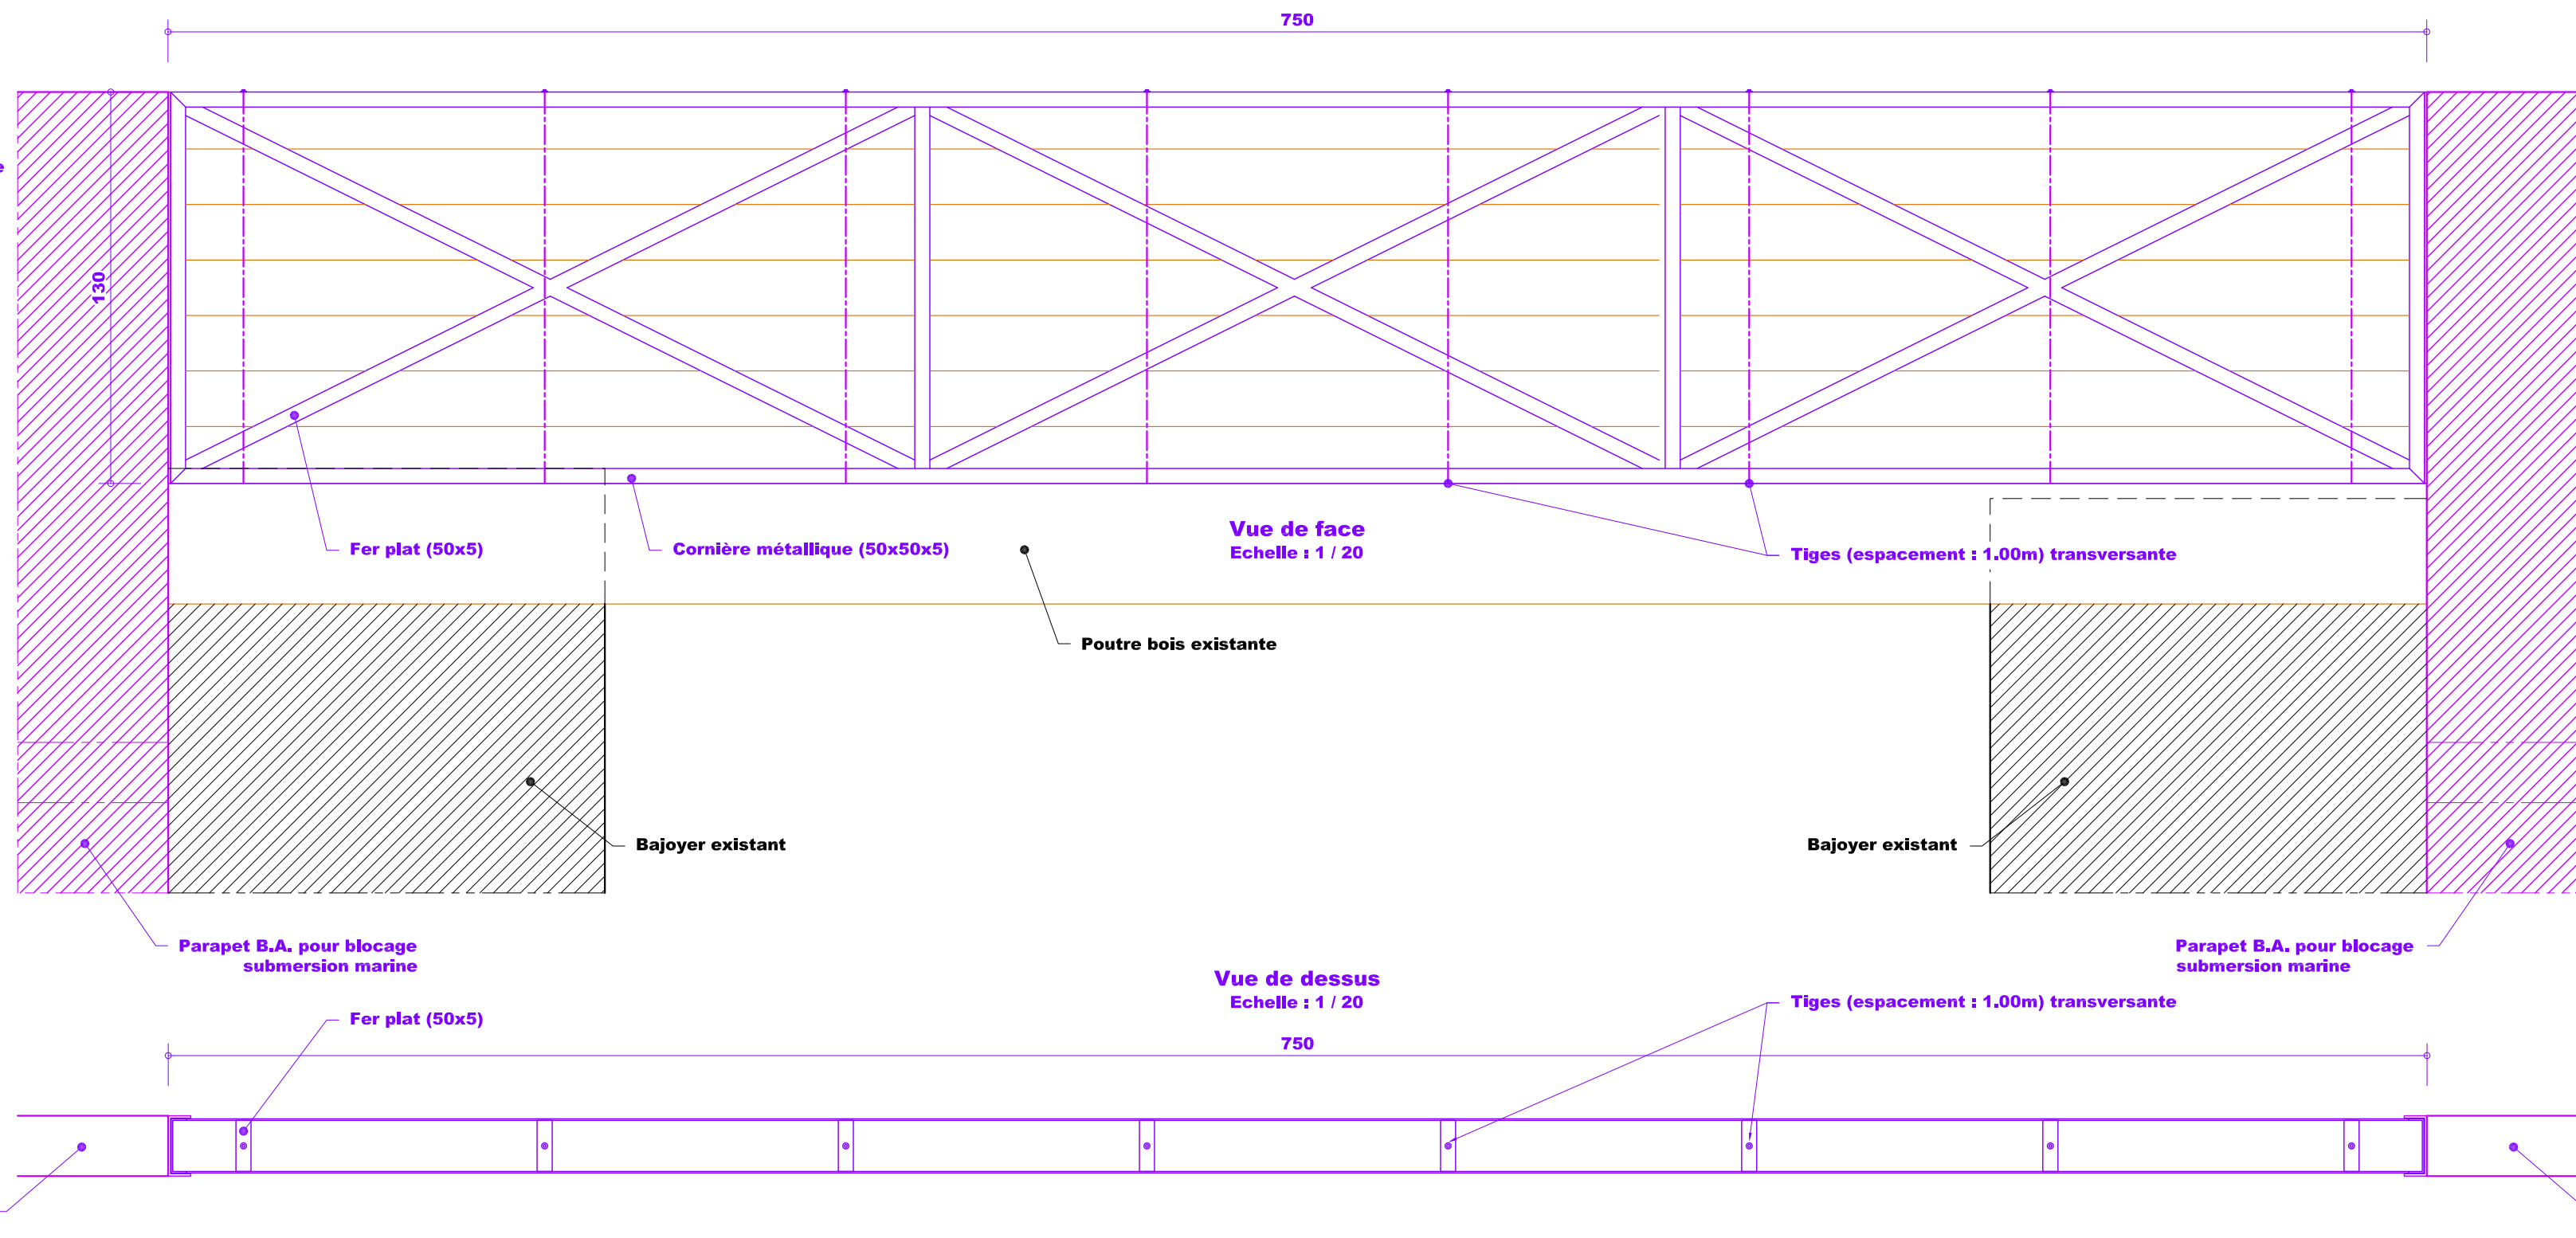 750
130
Fer plat (50x5)
Cornière métallique (50x50x5)
Vue de face
Echelle : 1 / 20
Tiges (espacement : 1.00m) transversante
Poutre bois existante
Bajoyer existant
Bajoyer existant
Parapet B.A. pour blocage
submersion marine
Parapet B.A. pour blocage
submersion marine
Vue de dessus
Echelle : 1 / 20
Fer plat (50x5)
Tiges (espacement : 1.00m) transversante
750